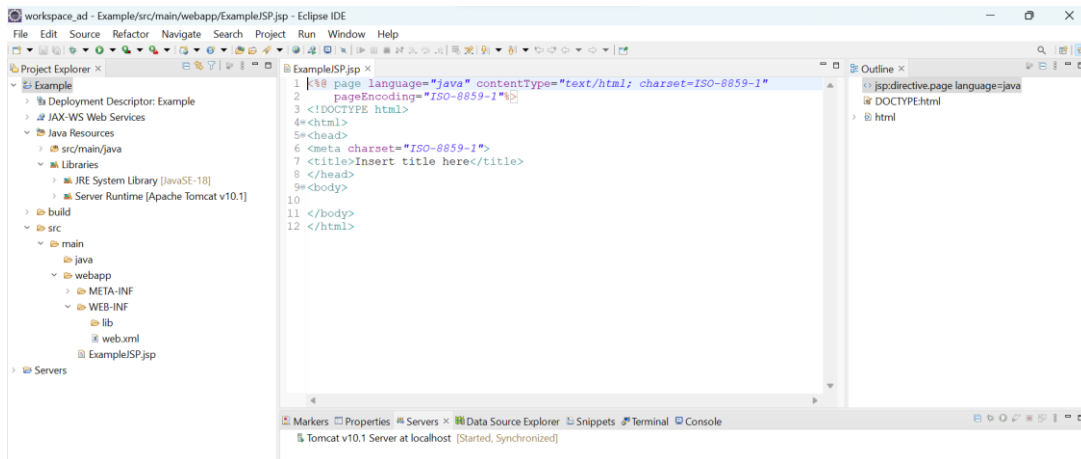 workspace_ad - Example/src/main/webapp/ExampleJSP.jsp - Eclipse IDE
File Edit Source Refactor Navigate Search Project Run Window Help
Project Explorer ×
Example
Deployment Descriptor: Example
JAX-WS Web Services
Java Resources
src/main/java
Libraries
JRE System Library [JavaSE-18]
Server Runtime [Apache Tomcat v10.1]
build
src
main
java
webapp
META-INF
WEB-INF
lib
web.xml
ExampleJSP.jsp
Servers
ExampleJSP.jsp ×
1 <%@ page language="java" contentType="text/html; charset=ISO-8859-1"
2     pageEncoding="ISO-8859-1"%>
3 <!DOCTYPE html>
4 <html>
5 <head>
6 <meta charset="ISO-8859-1">
7 <title>Insert title here</title>
8 </head>
9 <body>
10
11 </body>
12 </html>
Outline ×
jsp:directive.page language=java
DOCTYPE:html
html
Markers Properties Servers × Data Source Explorer Snippets Terminal Console
Tomcat v10.1 Server at localhost [Started, Synchronized]